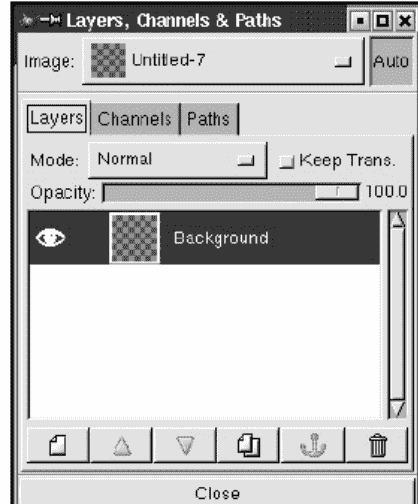 Layers, Channels & Paths
Image: Untitled-7 Auto
Layers Channels Paths
Mode: Normal Keep Trans.
Opacity: 100.0
Background
Close